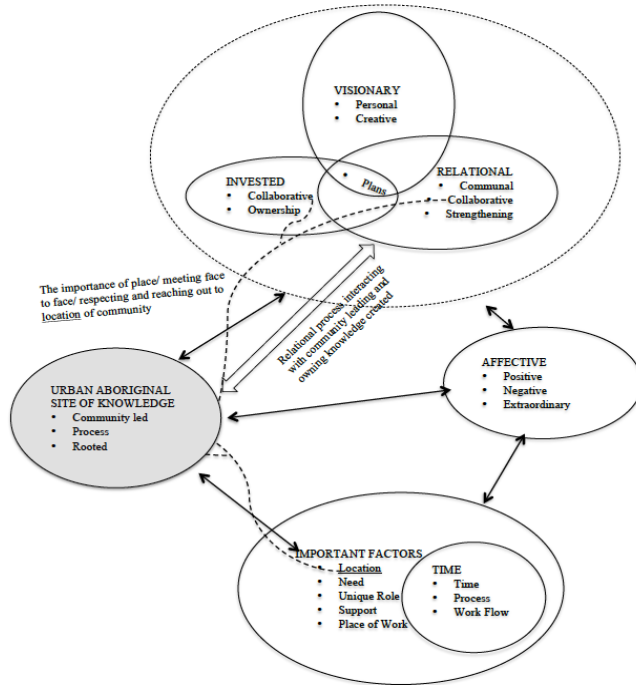 VISIONARY
• Personal
• Creative
INVESTED
• Collaborative
• Ownership
• Plans
RELATIONAL
• Communal
• Collaborative
• Strengthening
The importance of place/ meeting face
to face/ respecting and reaching out to
location of community
Relational process interacting
with community leading and
owning knowledge created
URBAN ABORIGINAL
SITE OF KNOWLEDGE
• Community led
• Process
• Rooted
AFFECTIVE
• Positive
• Negative
• Extraordinary
IMPORTANT FACTORS
• Location
• Need
• Unique Role
• Support
• Place of Work
TIME
• Time
• Process
• Work Flow